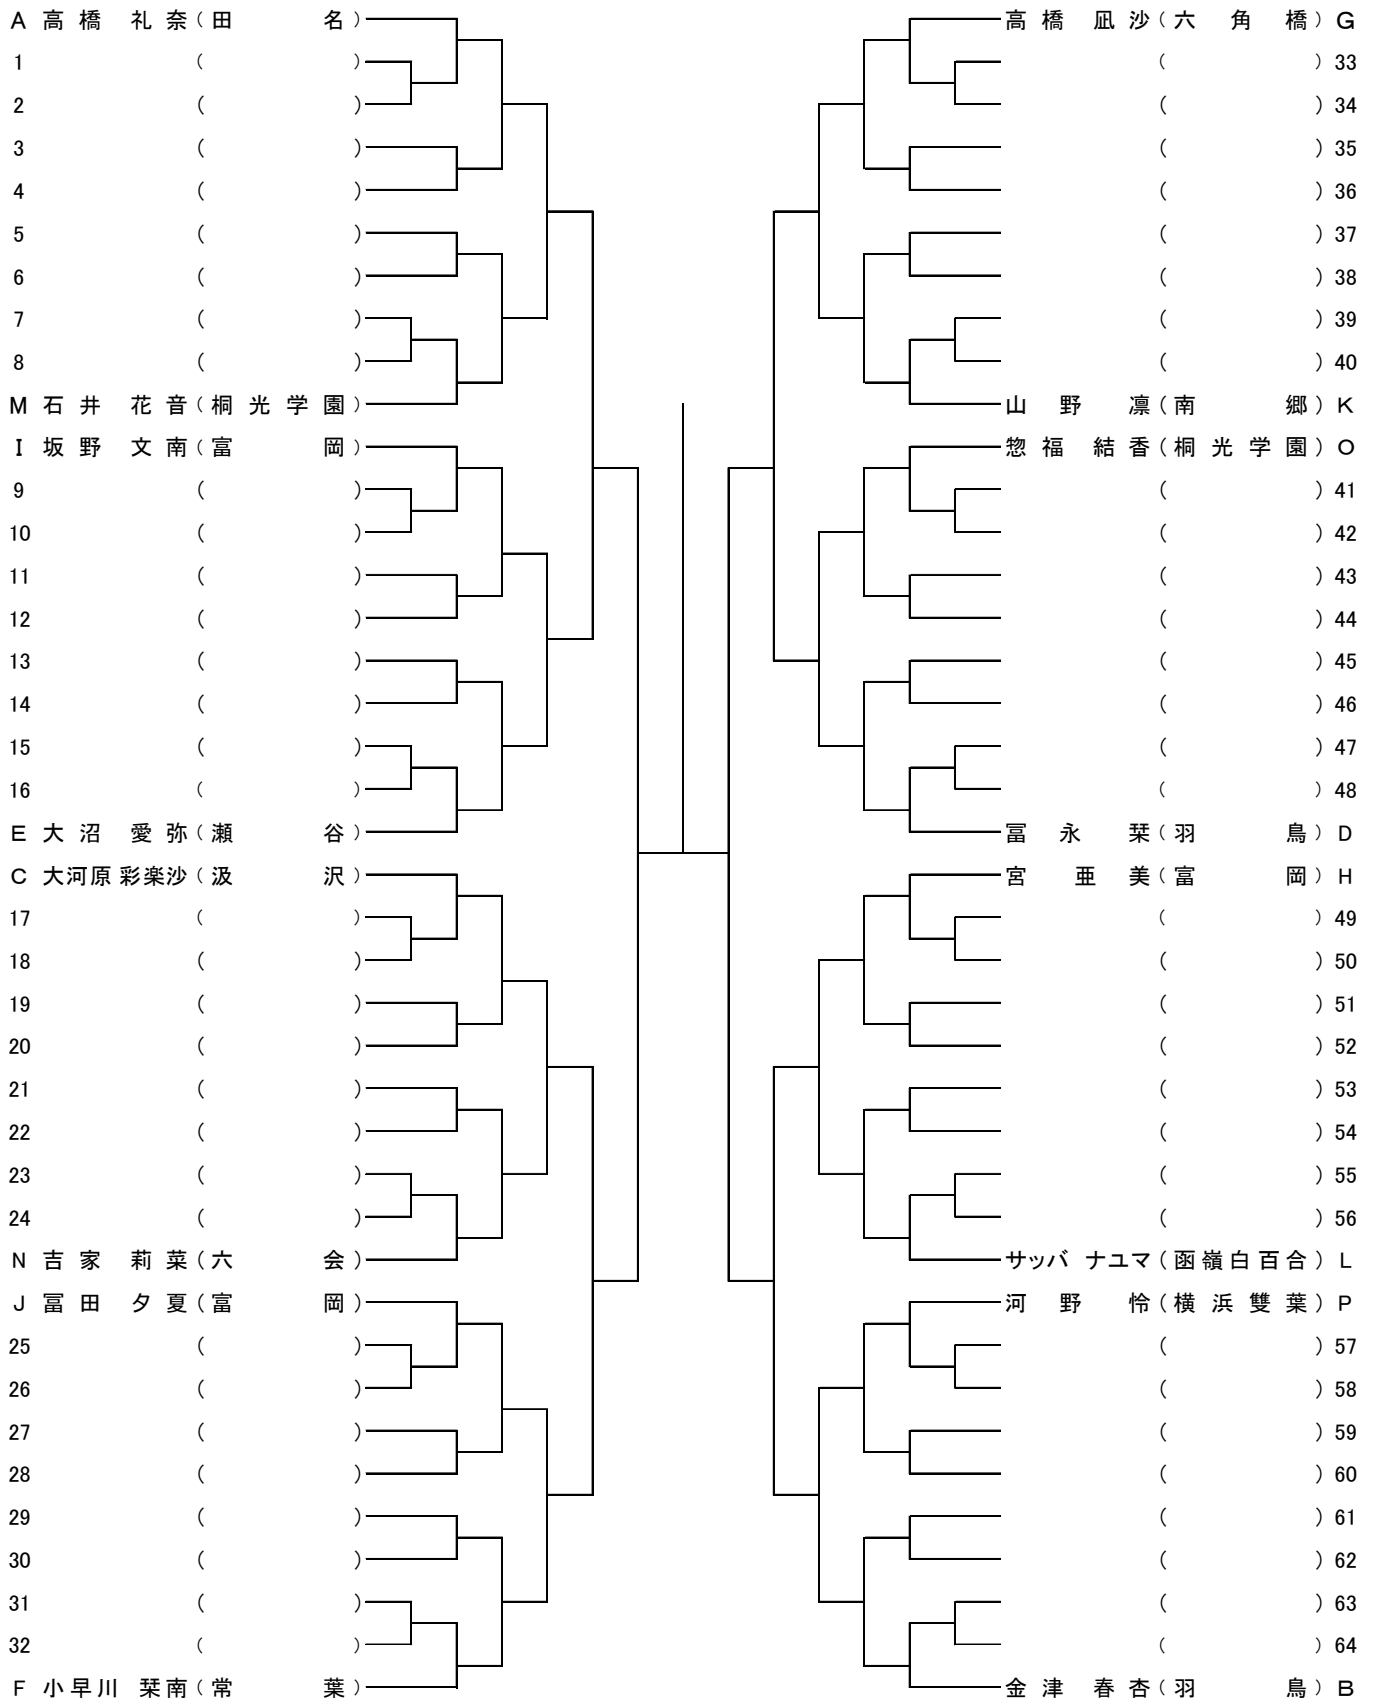 A 高橋 礼奈（田 名）
1 （ ）
2 （ ）
3 （ ）
4 （ ）
5 （ ）
6 （ ）
7 （ ）
8 （ ）
M 石井 花音（桐光学園）
I 坂野 文南（富 岡）
9 （ ）
10 （ ）
11 （ ）
12 （ ）
13 （ ）
14 （ ）
15 （ ）
16 （ ）
E 大沼 愛弥（瀬 谷）
C 大河原 彩楽沙（汲 沢）
17 （ ）
18 （ ）
19 （ ）
20 （ ）
21 （ ）
22 （ ）
23 （ ）
24 （ ）
N 吉家 莉菜（六 会）
J 冨田 夕夏（富 岡）
25 （ ）
26 （ ）
27 （ ）
28 （ ）
29 （ ）
30 （ ）
31 （ ）
32 （ ）
F 小早川 栞南（常 葉）
高橋 凪沙（六角橋）G
（ ）33
（ ）34
（ ）35
（ ）36
（ ）37
（ ）38
（ ）39
（ ）40
山野 凛（南 郷）K
惣福 結香（桐光学園）O
（ ）41
（ ）42
（ ）43
（ ）44
（ ）45
（ ）46
（ ）47
（ ）48
冨永 栞（羽 鳥）D
宮 亜美（富 岡）H
（ ）49
（ ）50
（ ）51
（ ）52
（ ）53
（ ）54
（ ）55
（ ）56
サッバ ナユマ（函嶺白百合）L
河野 怜（横浜雙葉）P
（ ）57
（ ）58
（ ）59
（ ）60
（ ）61
（ ）62
（ ）63
（ ）64
金津 春杏（羽 鳥）B